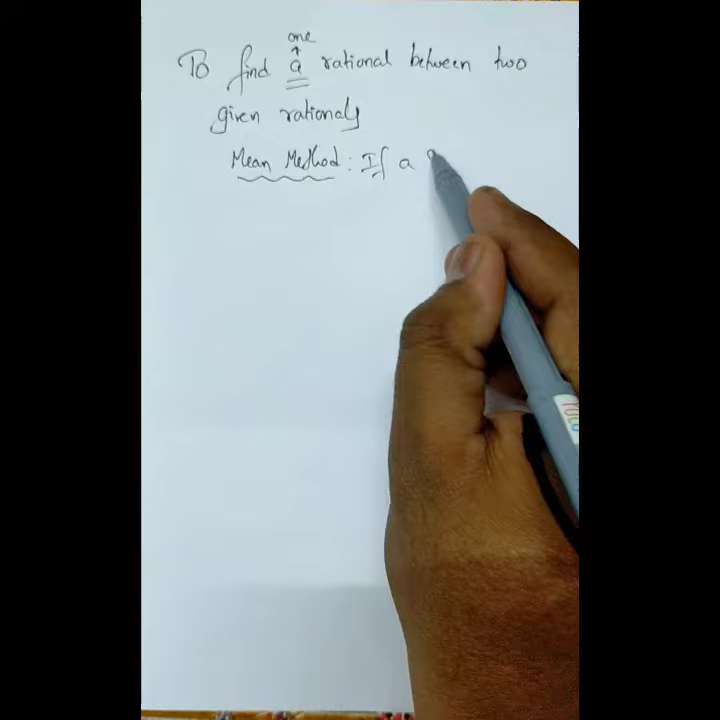 one
To find a rational between two
given rationals
Mean Method : If a